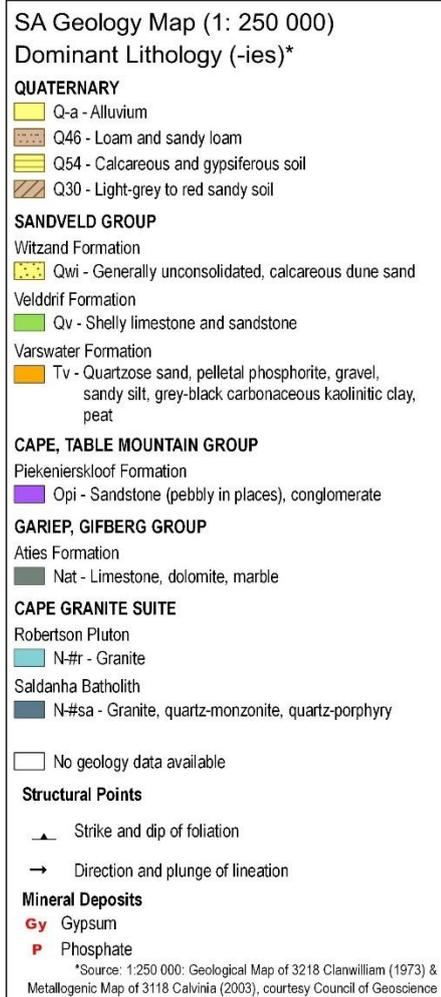 SA Geology Map (1: 250 000)
Dominant Lithology (-ies)*
QUATERNARY
Q-a - Alluvium
Q46 - Loam and sandy loam
Q54 - Calcareous and gypsiferous soil
Q30 - Light-grey to red sandy soil
SANDVELD GROUP
Witzand Formation
Qwi - Generally unconsolidated, calcareous dune sand
Velddrif Formation
Qv - Shelly limestone and sandstone
Varswater Formation
Tv - Quartzose sand, pelletal phosphorite, gravel,
sandy silt, grey-black carbonaceous kaolinitic clay,
peat
CAPE, TABLE MOUNTAIN GROUP
Piekenierskloof Formation
Opi - Sandstone (pebbly in places), conglomerate
GARIEP, GIFBERG GROUP
Aties Formation
Nat - Limestone, dolomite, marble
CAPE GRANITE SUITE
Robertson Pluton
N-#r - Granite
Saldanha Batholith
N-#sa - Granite, quartz-monzonite, quartz-porphyry
No geology data available
Structural Points
Strike and dip of foliation
Direction and plunge of lineation
Mineral Deposits
Gy Gypsum
P Phosphate
*Source: 1:250 000: Geological Map of 3218 Clanwilliam (1973) &
Metallogenic Map of 3118 Calvinia (2003), courtesy Council of Geoscience